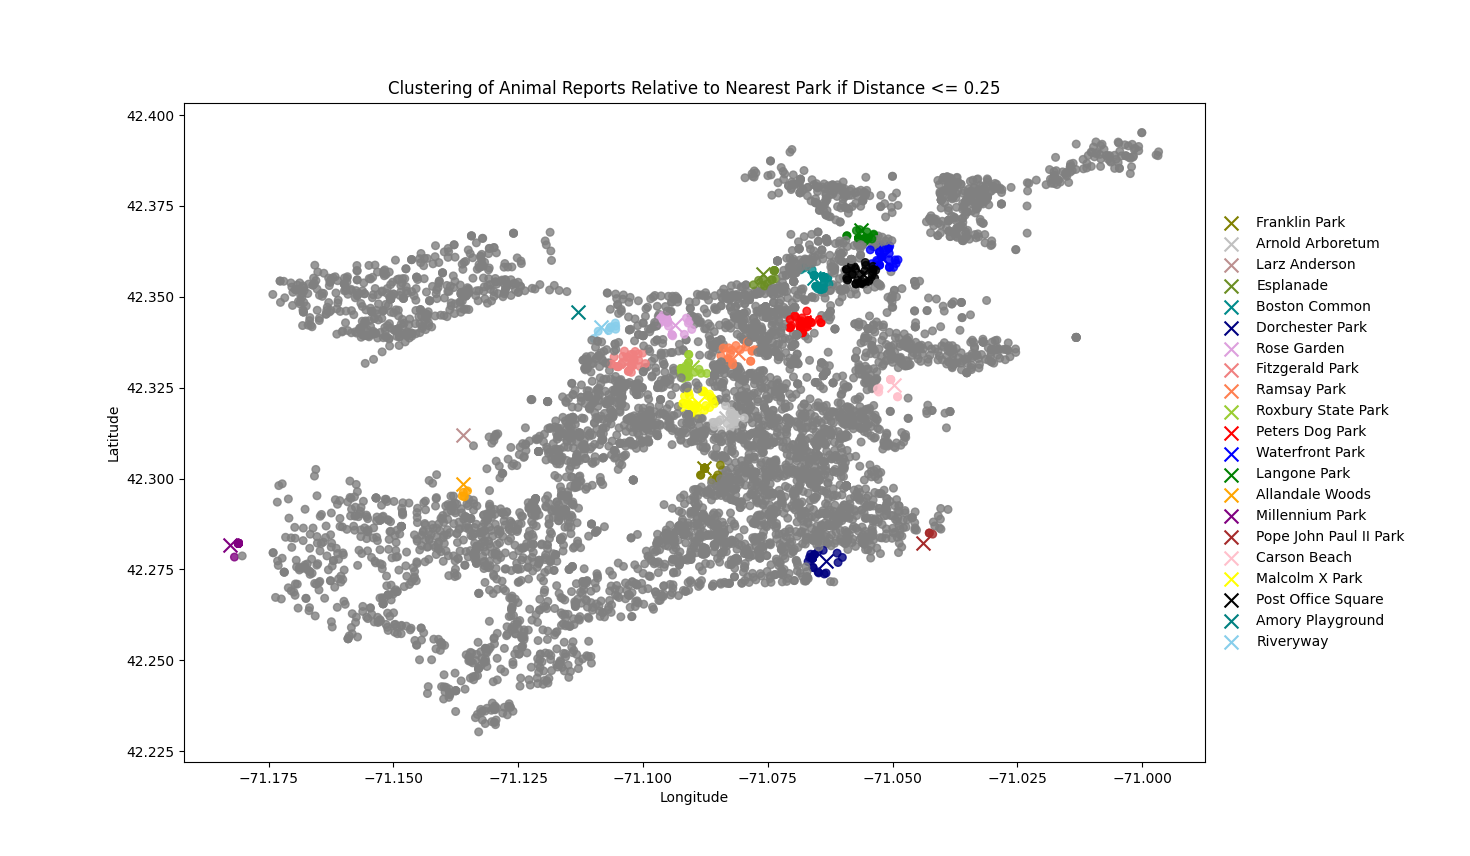 Clustering of Animal Reports Relative to Nearest Park if Distance <= 0.25
42.400
42.375
42.350
42.325
42.300
42.275
42.250
42.225
Latitude
−71.175
−71.150
−71.125
−71.100
−71.075
−71.050
−71.025
−71.000
Longitude
Franklin Park
Arnold Arboretum
Larz Anderson
Esplanade
Boston Common
Dorchester Park
Rose Garden
Fitzgerald Park
Ramsay Park
Roxbury State Park
Peters Dog Park
Waterfront Park
Langone Park
Allandale Woods
Millennium Park
Pope John Paul II Park
Carson Beach
Malcolm X Park
Post Office Square
Amory Playground
Riveryway